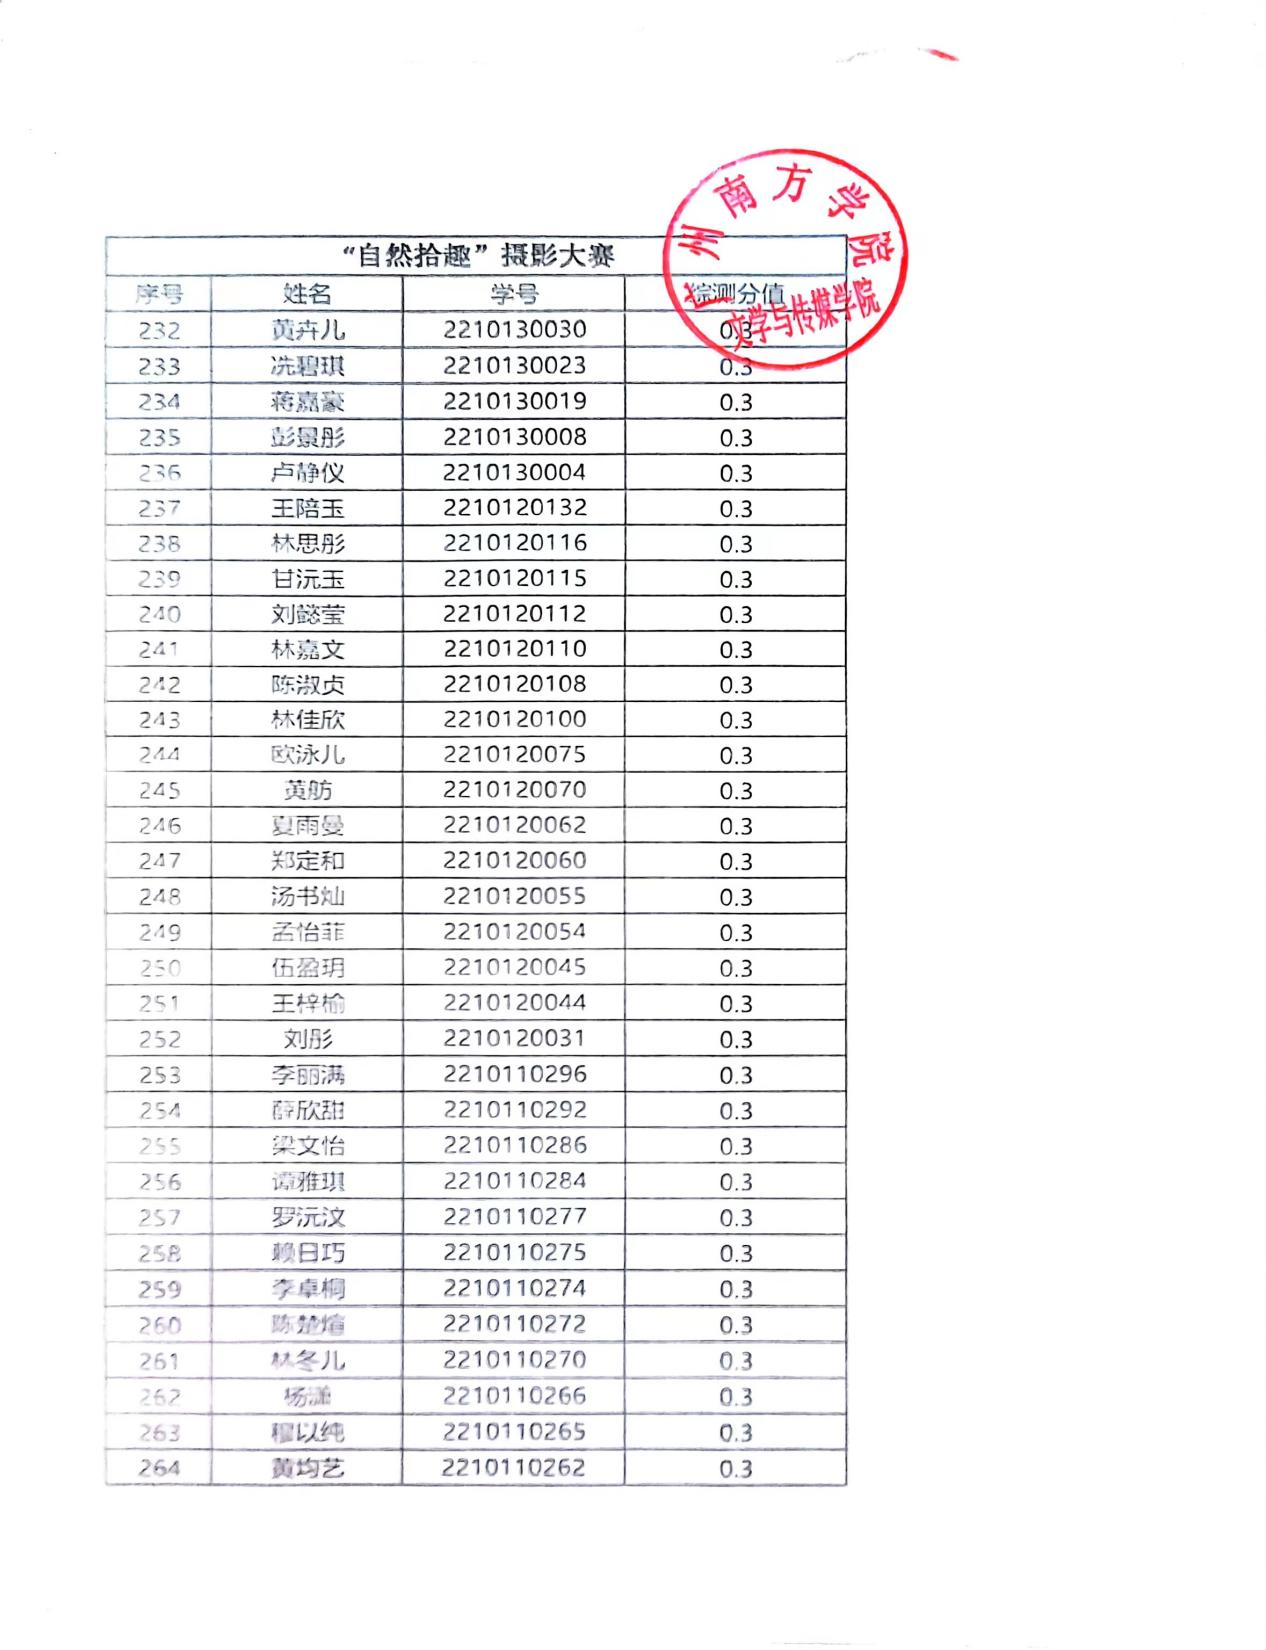 州南方学院
文学与传媒学院
“自然拾趣”摄影大赛
序号 姓名 学号 综测分值
232 黄卉儿 2210130030 0.3
233 冼碧琪 2210130023 0.3
234 蒋嘉豪 2210130019 0.3
235 彭景彤 2210130008 0.3
236 卢静仪 2210130004 0.3
237 王陪玉 2210120132 0.3
238 林思彤 2210120116 0.3
239 甘沅玉 2210120115 0.3
240 刘懿莹 2210120112 0.3
241 林嘉文 2210120110 0.3
242 陈淑贞 2210120108 0.3
243 林佳欣 2210120100 0.3
244 欧泳儿 2210120075 0.3
245 黄舫 2210120070 0.3
246 夏雨曼 2210120062 0.3
247 郑定和 2210120060 0.3
248 汤书灿 2210120055 0.3
249 孟怡菲 2210120054 0.3
250 伍盈玥 2210120045 0.3
251 王梓榆 2210120044 0.3
252 刘彤 2210120031 0.3
253 李丽满 2210110296 0.3
254 薛欣甜 2210110292 0.3
255 梁文怡 2210110286 0.3
256 谭雅琪 2210110284 0.3
257 罗沅汶 2210110277 0.3
258 赖日巧 2210110275 0.3
259 李卓桐 2210110274 0.3
260 陈楚煊 2210110272 0.3
261 林冬儿 2210110270 0.3
262 杨潇 2210110266 0.3
263 穆以纯 2210110265 0.3
264 黄均艺 2210110262 0.3